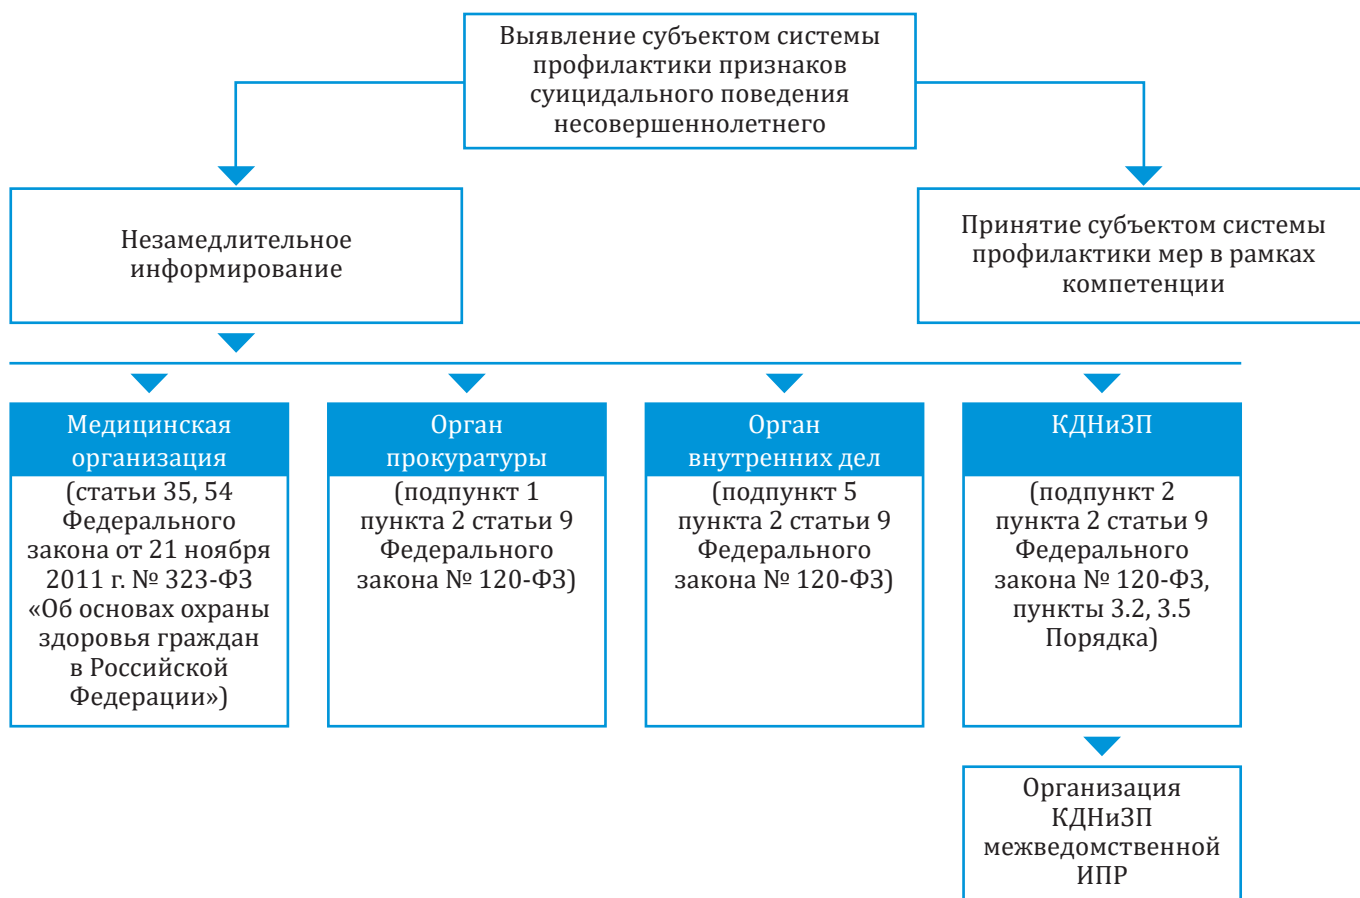 Выявление субъектом системы
профилактики признаков
суицидального поведения
несовершеннолетнего
Незамедлительное
информирование
Принятие субъектом системы
профилактики мер в рамках
компетенции
Медицинская
организация
(статьи 35, 54
Федерального
закона от 21 ноября
2011 г. № 323-ФЗ
«Об основах охраны
здоровья граждан
в Российской
Федерации»)
Орган
прокуратуры
(подпункт 1
пункта 2 статьи 9
Федерального
закона № 120-ФЗ)
Орган
внутренних дел
(подпункт 5
пункта 2 статьи 9
Федерального
закона № 120-ФЗ)
КДНиЗП
(подпункт 2
пункта 2 статьи 9
Федерального
закона № 120-ФЗ,
пункты 3.2, 3.5
Порядка)
Организация
КДНиЗП
межведомственной
ИПР